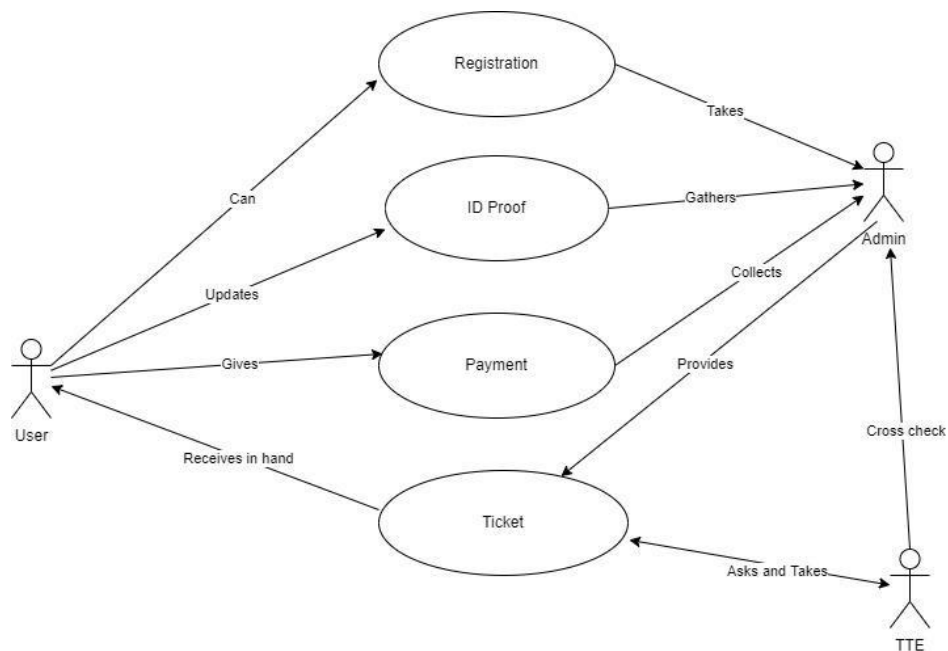 Registration
Takes
Can
ID Proof
Gathers
Admin
Updates
Collects
Gives
Payment
Provides
User
Cross check
Receives in hand
Ticket
Asks and Takes
TTE